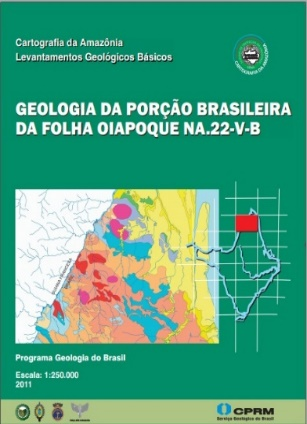 Cartografia da Amazônia
Levantamentos Geológicos Básicos
GEOLOGIA DA PORÇÃO BRASILEIRA
DA FOLHA OIAPOQUE NA.22-V-B
Programa Geologia do Brasil
Escala: 1:250.000
2011
CPRM
Serviço Geológico do Brasil